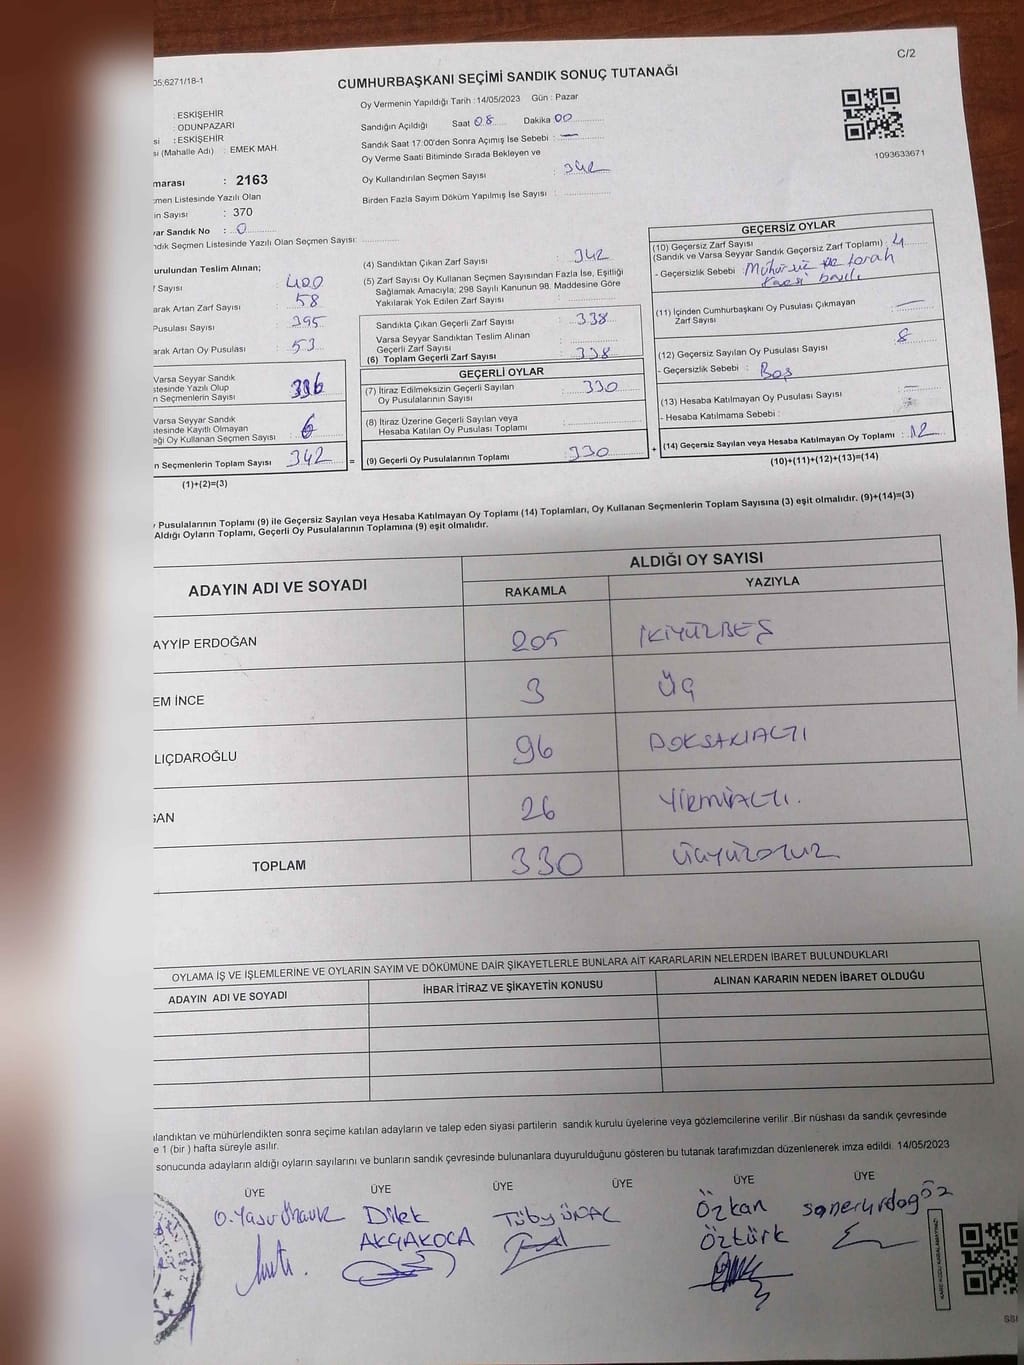 C/2
05.6271/18-1
CUMHURBAŞKANI SEÇİMİ SANDIK SONUÇ TUTANAĞI
: ESKİŞEHİR
: ODUNPAZARI
si : ESKİŞEHİR
si (Mahalle Adı) : EMEK MAH.
marası : 2163
çmen Listesinde Yazılı Olan
in Sayısı : 370
yar Sandık No : 0
ndık Seçmen Listesinde Yazılı Olan Seçmen Sayısı:
Oy Vermenin Yapıldığı Tarih : 14/05/2023 Gün : Pazar
Sandığın Açıldığı Saat 08 Dakika 00
Sandık Saat 17.00'den Sonra Açımış İse Sebebi : —
Oy Verme Saati Bitiminde Sırada Bekleyen ve
Oy Kullandırılan Seçmen Sayısı : 342
Birden Fazla Sayım Döküm Yapılmış İse Sayısı :
1093633671
urulundan Teslim Alınan;
f Sayısı : 400
arak Artan Zarf Sayısı : 58
Pusulası Sayısı : 395
arak Artan Oy Pusulası : 53
Varsa Seyyar Sandık
stesinde Yazılı Olup
n Seçmenlerin Sayısı : 336
Varsa Seyyar Sandık
stesinde Kayıtlı Olmayan
eği Oy Kullanan Seçmen Sayısı : 6
n Seçmenlerin Toplam Sayısı : 342 =
(1)+(2)=(3)
(4) Sandıktan Çıkan Zarf Sayısı : 342
(5) Zarf Sayısı Oy Kullanan Seçmen Sayısından Fazla İse, Eşitliği
Sağlamak Amacıyla; 298 Sayılı Kanunun 98. Maddesine Göre
Yakılarak Yok Edilen Zarf Sayısı :
Sandıkta Çıkan Geçerli Zarf Sayısı : 338
Varsa Seyyar Sandıktan Teslim Alınan
Geçerli Zarf Sayısı :
(6) Toplam Geçerli Zarf Sayısı : 338
GEÇERLİ OYLAR
(7) İtiraz Edilmeksizin Geçerli Sayılan
Oy Pusulalarının Sayısı : 330
(8) İtiraz Üzerine Geçerli Sayılan veya
Hesaba Katılan Oy Pusulası Toplamı :
(9) Geçerli Oy Pusulalarının Toplamı : 330 +
GEÇERSİZ OYLAR
(10) Geçersiz Zarf Sayısı
(Sandık ve Varsa Seyyar Sandık Geçersiz Zarf Toplamı) : 4
- Geçersizlik Sebebi : Mühürsüz
(11) İçinden Cumhurbaşkanı Oy Pusulası Çıkmayan
Zarf Sayısı : —
(12) Geçersiz Sayılan Oy Pusulası Sayısı : 8
- Geçersizlik Sebebi : Boş
(13) Hesaba Katılmayan Oy Pusulası Sayısı : —
- Hesaba Katılmama Sebebi :
(14) Geçersiz Sayılan veya Hesaba Katılmayan Oy Toplamı : 12
(10)+(11)+(12)+(13)=(14)
y Pusulalarının Toplamı (9) ile Geçersiz Sayılan veya Hesaba Katılmayan Oy Toplamı (14) Toplamları, Oy Kullanan Seçmenlerin Toplam Sayısına (3) eşit olmalıdır. (9)+(14)=(3)
Aldığı Oyların Toplamı, Geçerli Oy Pusulalarının Toplamına (9) eşit olmalıdır.
ADAYIN ADI VE SOYADI
ALDIĞI OY SAYISI
RAKAMLA YAZIYLA
AYYİP ERDOĞAN 205 İKİYÜZBEŞ
EM İNCE 3 ÜÇ
LIÇDAROĞLU 96 DOKSANALTI
ĞAN 26 YİRMİALTI.
TOPLAM 330 ÜÇYÜZOTUZ
OYLAMA İŞ VE İŞLEMLERİNE VE OYLARIN SAYIM VE DÖKÜMÜNE DAİR ŞİKAYETLERLE BUNLARA AİT KARARLARIN NELERDEN İBARET BULUNDUKLARI
ADAYIN ADI VE SOYADI İHBAR İTİRAZ VE ŞİKAYETİN KONUSU ALINAN KARARIN NEDEN İBARET OLDUĞU
ılandıktan ve mühürlendikten sonra seçime katılan adayların ve talep eden siyasi partilerin sandık kurulu üyelerine veya gözlemcilerine verilir .Bir nüshası da sandık çevresinde
e 1 (bir ) hafta süreyle asılır.
sonucunda adayların aldığı oyların sayılarını ve bunların sandık çevresinde bulunanlara duyurulduğunu gösteren bu tutanak tarafımızdan düzenlenerek imza edildi. 14/05/2023
ÜYE ÜYE ÜYE ÜYE ÜYE ÜYE
Dilek Özkan
AKÇAKOCA Öztürk